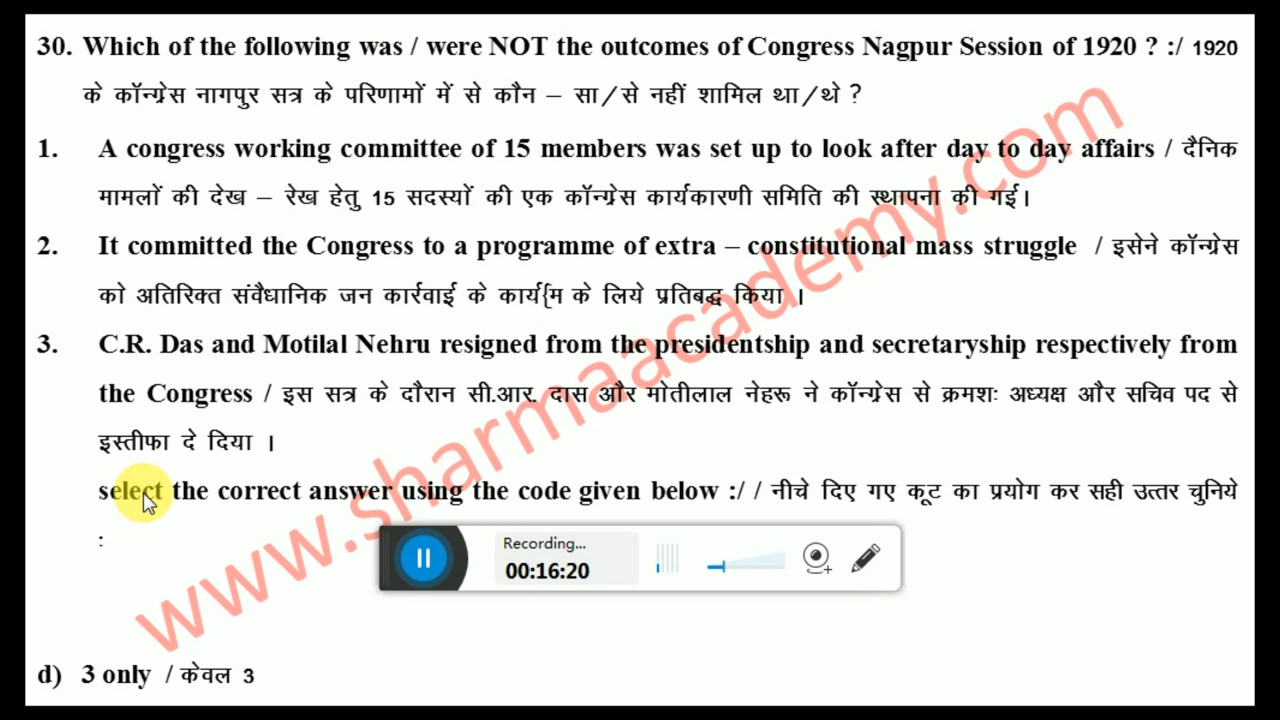 30. Which of the following was / were NOT the outcomes of Congress Nagpur Session of 1920 ? :/ 1920
के कॉन्ग्रेस नागपुर सत्र के परिणामों में से कौन – सा/से नहीं शामिल था/थे ?
1. A congress working committee of 15 members was set up to look after day to day affairs / दैनिक
मामलों की देख – रेख हेतु 15 सदस्यों की एक कॉन्ग्रेस कार्यकारणी समिति की स्थापना की गई।
2. It committed the Congress to a programme of extra – constitutional mass struggle / इसेने कॉन्ग्रेस
को अतिरिक्त संवैधानिक जन कार्रवाई के कार्य{म के लिये प्रतिबद्ध किया ।
3. C.R. Das and Motilal Nehru resigned from the presidentship and secretaryship respectively from
the Congress / इस सत्र के दौरान सी.आर. दास और मोतीलाल नेहरू ने कॉन्ग्रेस से क्रमशः अध्यक्ष और सचिव पद से
इस्तीफा दे दिया ।
select the correct answer using the code given below :/ / नीचे दिए गए कूट का प्रयोग कर सही उत्तर चुनिये
:
Recording...
00:16:20
d) 3 only / केवल 3
www.sharmaacademy.com